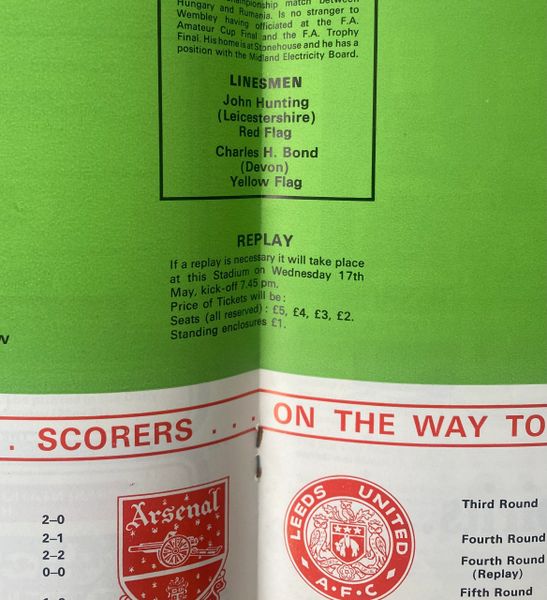 championship match between
Hungary and Rumania. Is no stranger to
Wembley having officiated at the F.A.
Amateur Cup Final and the F.A. Trophy
Final. His home is at Stonehouse and he has a
position with the Midland Electricity Board.
LINESMEN
John Hunting
(Leicestershire)
Red Flag
Charles H. Bond
(Devon)
Yellow Flag
REPLAY
If a replay is necessary it will take place
at this Stadium on Wednesday 17th
May, kick-off 7.45 pm.
Price of Tickets will be:
Seats (all reserved): £5, £4, £3, £2.
Standing enclosures £1.
w
. SCORERS . . . ON THE WAY TO
2–0
2–1
2–2
0–0
Arsenal
LEEDS UNITED
A·F·C
Third Round
Fourth Round
Fourth Round
(Replay)
Fifth Round